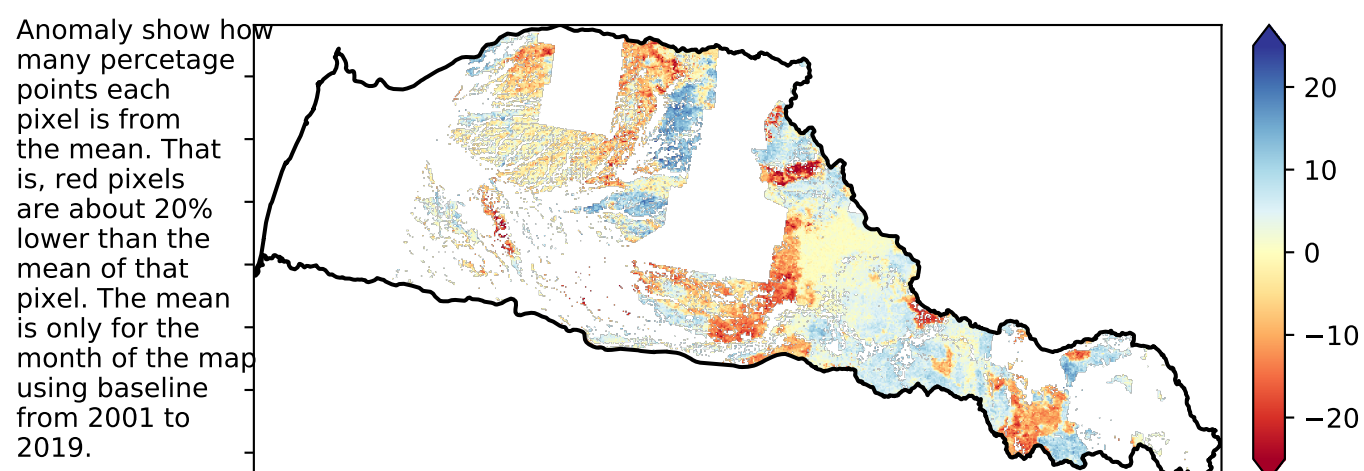 Anomaly show how
many percetage
points each
pixel is from
the mean. That
is, red pixels
are about 20%
lower than the
mean of that
pixel. The mean
is only for the
month of the map
using baseline
from 2001 to
2019.
20
10
0
−10
−20